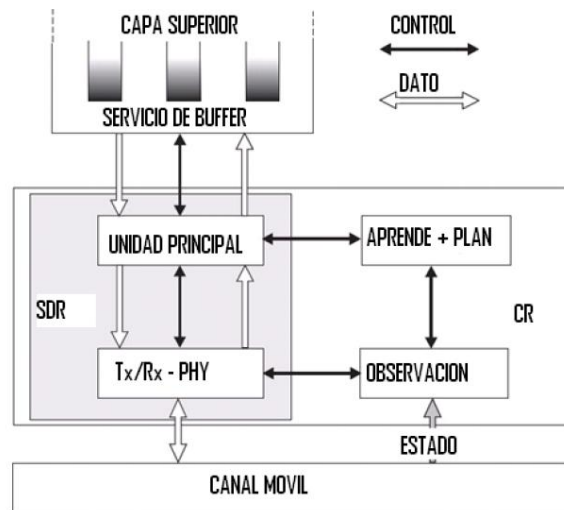 CAPA SUPERIOR
SERVICIO DE BUFFER
CONTROL
DATO
UNIDAD PRINCIPAL
APRENDE + PLAN
SDR
CR
Tx/Rx - PHY
OBSERVACION
ESTADO
CANAL MOVIL